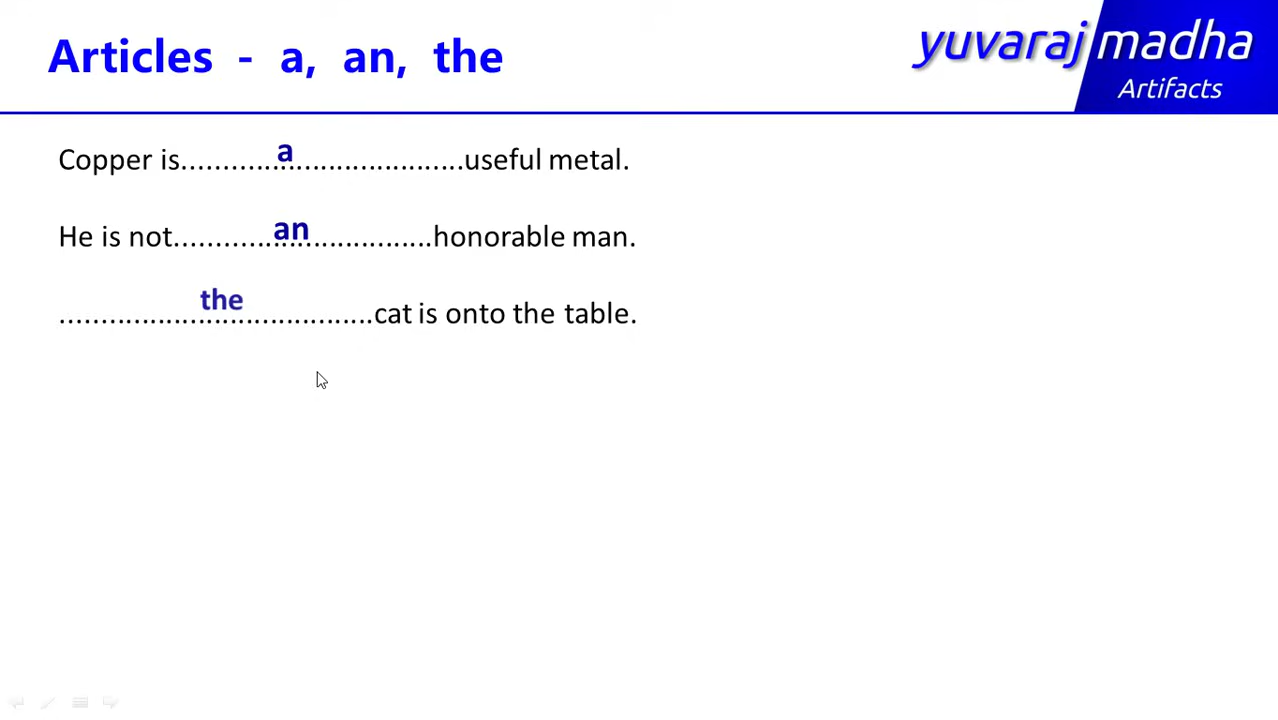 Articles - a, an, the
yuvaraj madha
Artifacts
Copper is..........a..........useful metal.
He is not..........an..........honorable man.
..........the..........cat is onto the table.